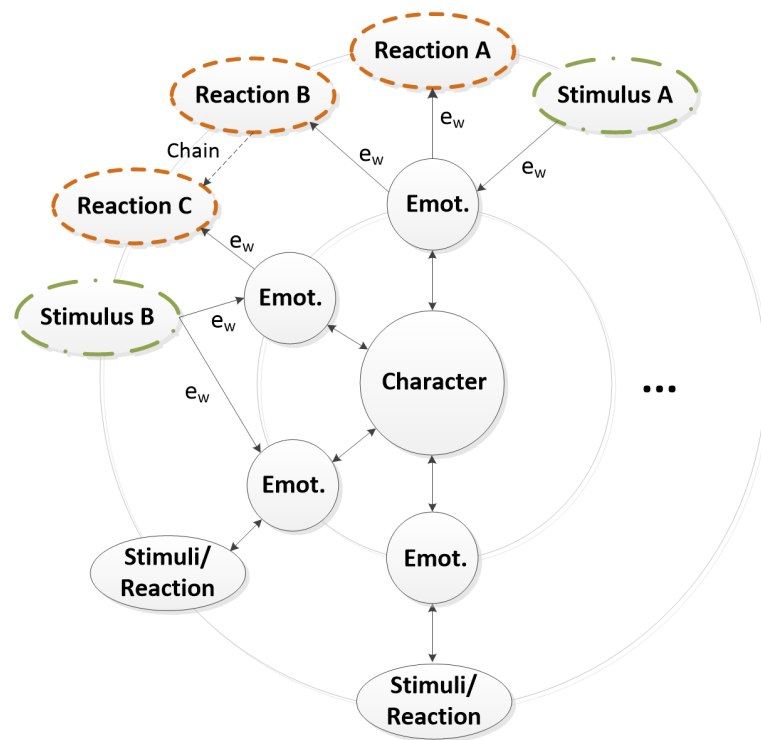 Reaction A
Reaction B
Stimulus A
e_w
Chain
e_w
e_w
Reaction C
Emot.
e_w
Emot.
Stimulus B
e_w
Character
...
e_w
Emot.
Emot.
Stimuli/
Reaction
Stimuli/
Reaction